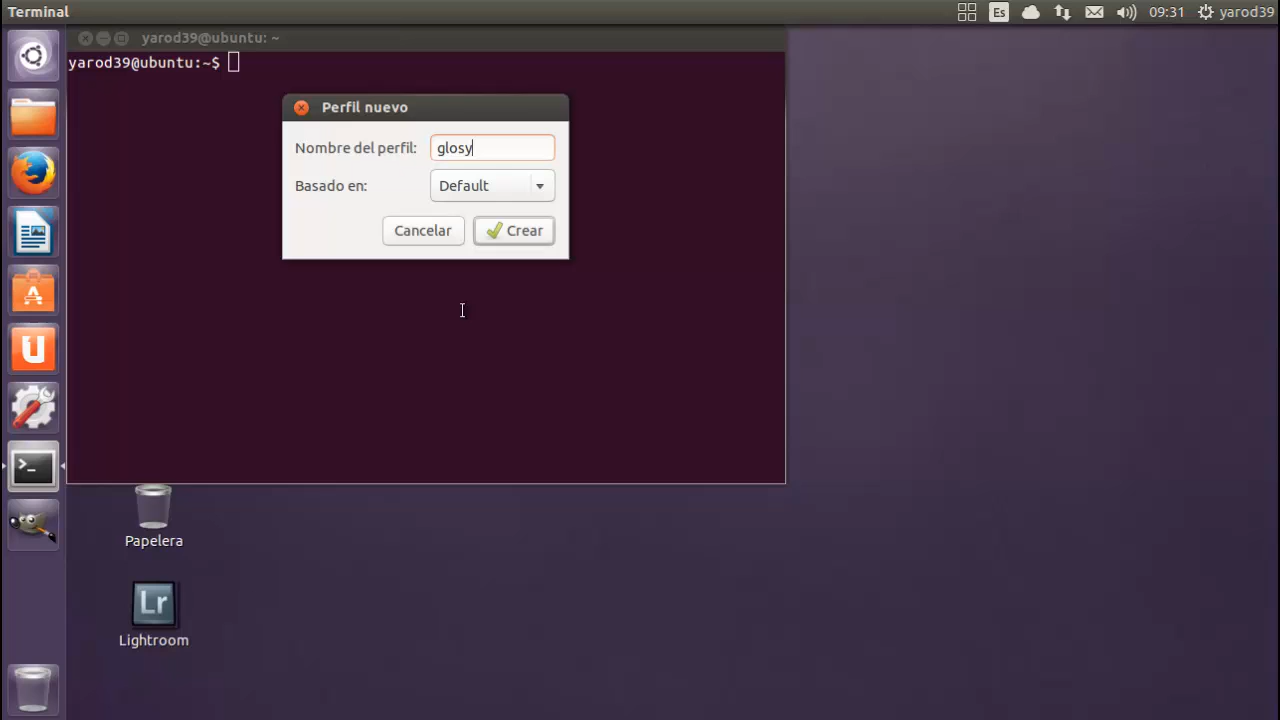 Terminal
Es
09:31
yarod39
yarod39@ubuntu: ~
yarod39@ubuntu:~$
Perfil nuevo
Nombre del perfil: glosy
Basado en: Default
Cancelar
Crear
Papelera
Lr
Lightroom